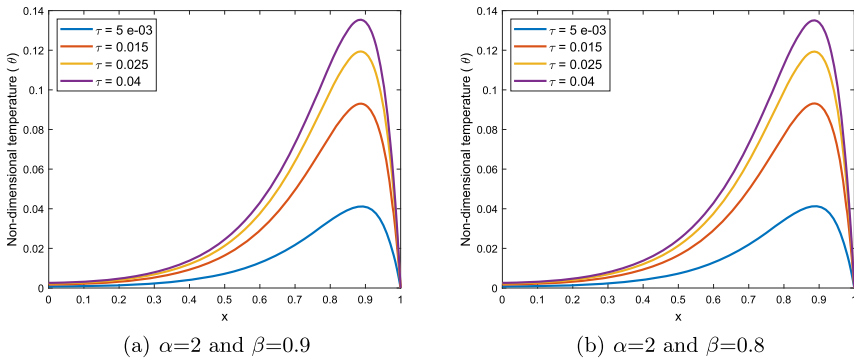 Non-dimensional temperature ( θ)
0.14
0.12
0.1
0.08
0.06
0.04
0.02
0
τ = 5 e-03
τ = 0.015
τ = 0.025
τ = 0.04
0 0.1 0.2 0.3 0.4 0.5 0.6 0.7 0.8 0.9 1
x
(a) α=2 and β=0.9
Non-dimensional temperature ( θ)
0.14
0.12
0.1
0.08
0.06
0.04
0.02
0
τ = 5 e-03
τ = 0.015
τ = 0.025
τ = 0.04
0 0.1 0.2 0.3 0.4 0.5 0.6 0.7 0.8 0.9 1
x
(b) α=2 and β=0.8